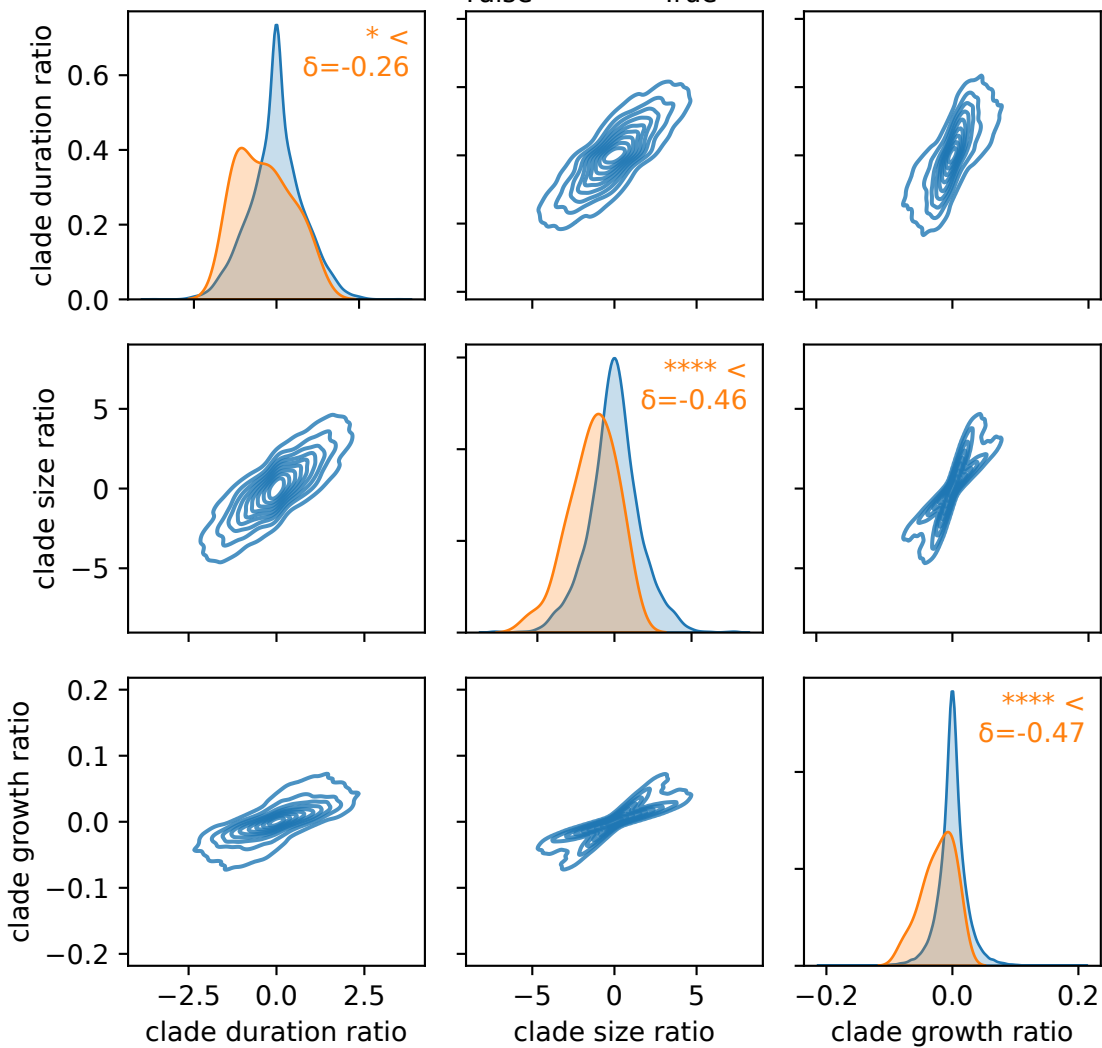 True
clade duration ratio
0.6
0.4
0.2
0.0
* <
δ=-0.26
clade size ratio
5
0
−5
**** <
δ=-0.46
clade growth ratio
0.2
0.1
0.0
−0.1
−0.2
**** <
δ=-0.47
−2.5
0.0
2.5
−5
0
5
−0.2
0.0
0.2
clade duration ratio
clade size ratio
clade growth ratio